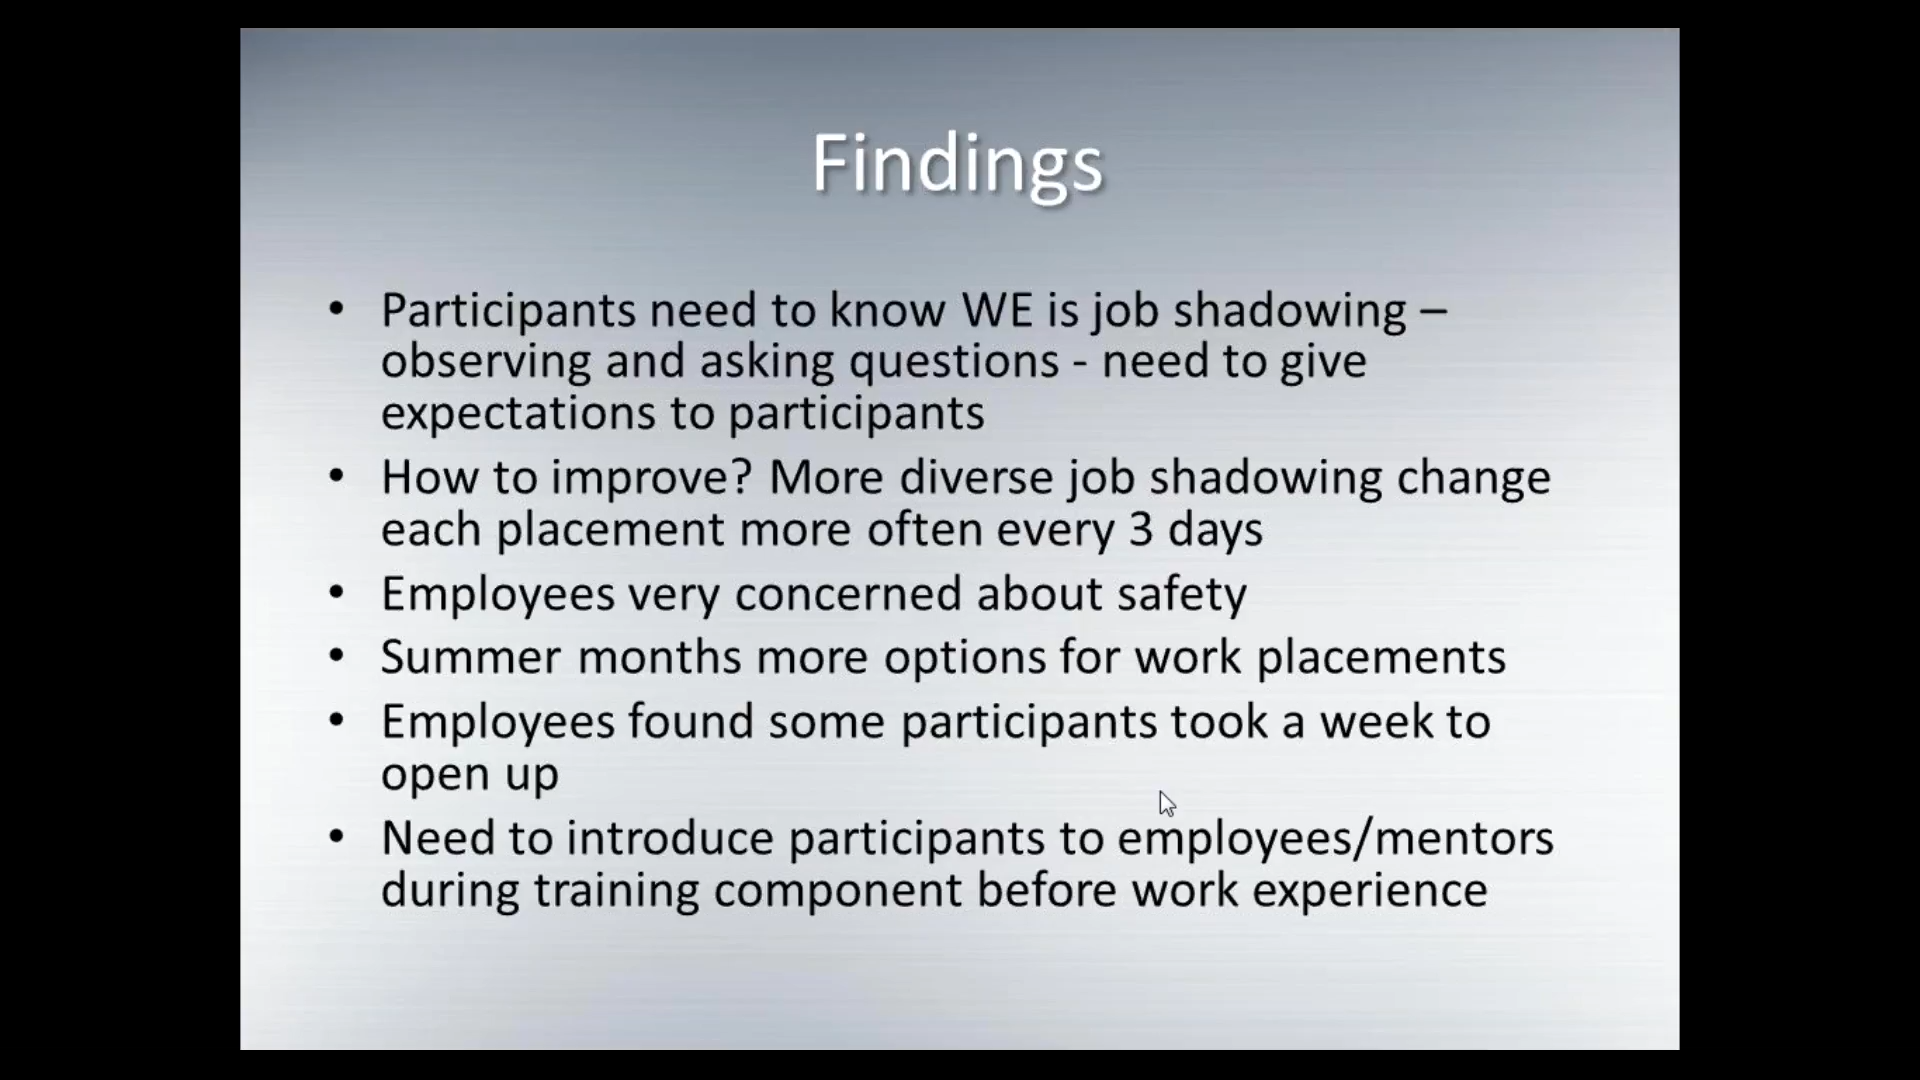 Findings
• Participants need to know WE is job shadowing –
observing and asking questions - need to give
expectations to participants
• How to improve? More diverse job shadowing change
each placement more often every 3 days
• Employees very concerned about safety
• Summer months more options for work placements
• Employees found some participants took a week to
open up
• Need to introduce participants to employees/mentors
during training component before work experience